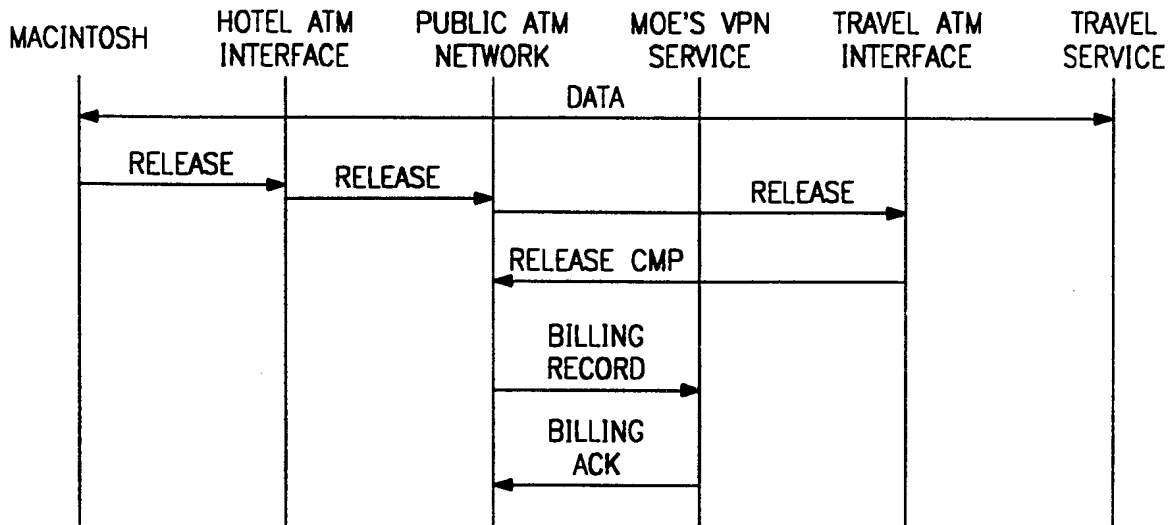 MACINTOSH
HOTEL ATM
INTERFACE
PUBLIC ATM
NETWORK
MOE'S VPN
SERVICE
TRAVEL ATM
INTERFACE
TRAVEL
SERVICE
DATA
RELEASE
RELEASE
RELEASE
RELEASE CMP
BILLING
RECORD
BILLING
ACK